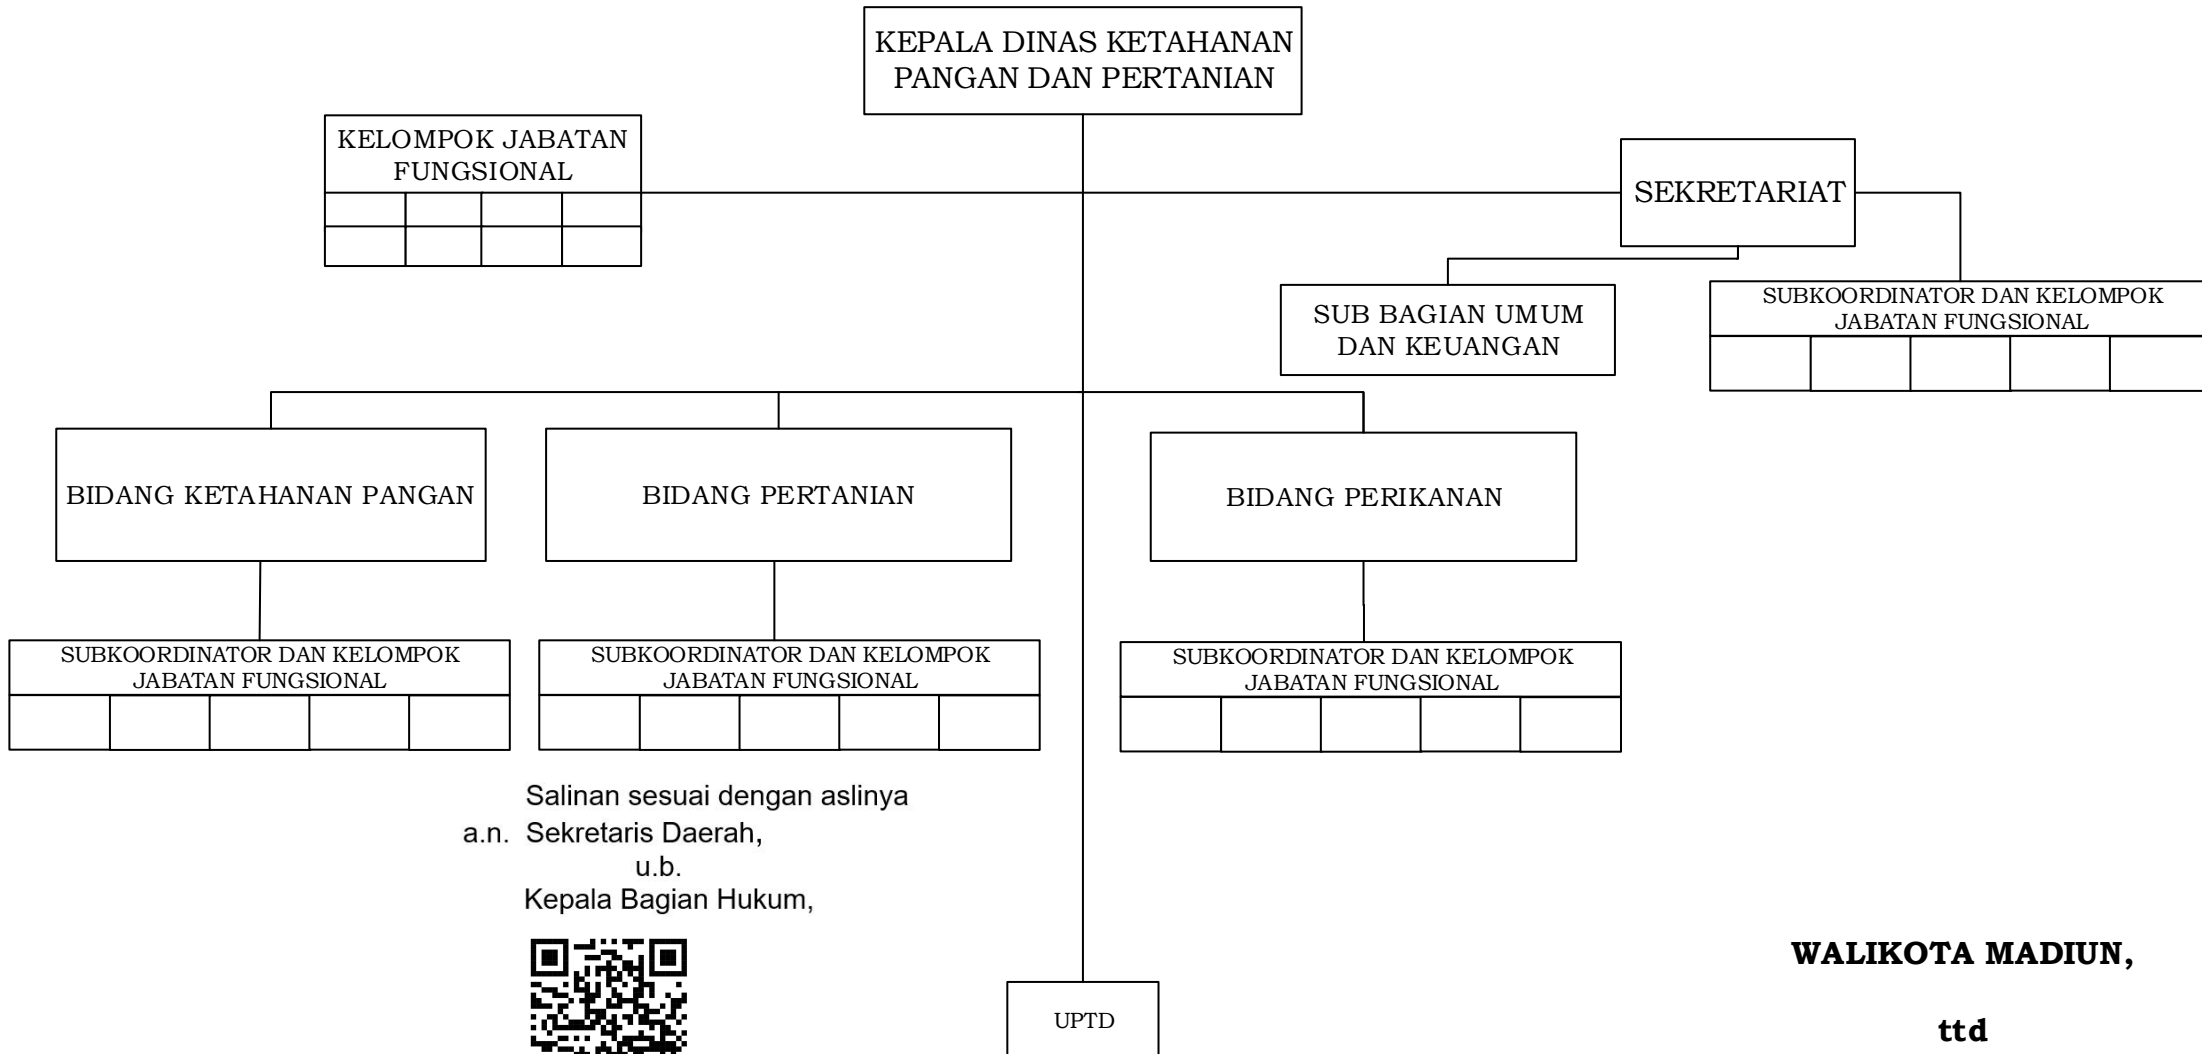 KEPALA DINAS KETAHANAN
PANGAN DAN PERTANIAN
KELOMPOK JABATAN
FUNGSIONAL
SEKRETARIAT
SUB BAGIAN UMUM
DAN KEUANGAN
SUBKOORDINATOR DAN KELOMPOK
JABATAN FUNGSIONAL
BIDANG KETAHANAN PANGAN
BIDANG PERTANIAN
BIDANG PERIKANAN
SUBKOORDINATOR DAN KELOMPOK
JABATAN FUNGSIONAL
SUBKOORDINATOR DAN KELOMPOK
JABATAN FUNGSIONAL
SUBKOORDINATOR DAN KELOMPOK
JABATAN FUNGSIONAL
Salinan sesuai dengan aslinya
a.n. Sekretaris Daerah,
u.b.
Kepala Bagian Hukum,
UPTD
WALIKOTA MADIUN,
ttd